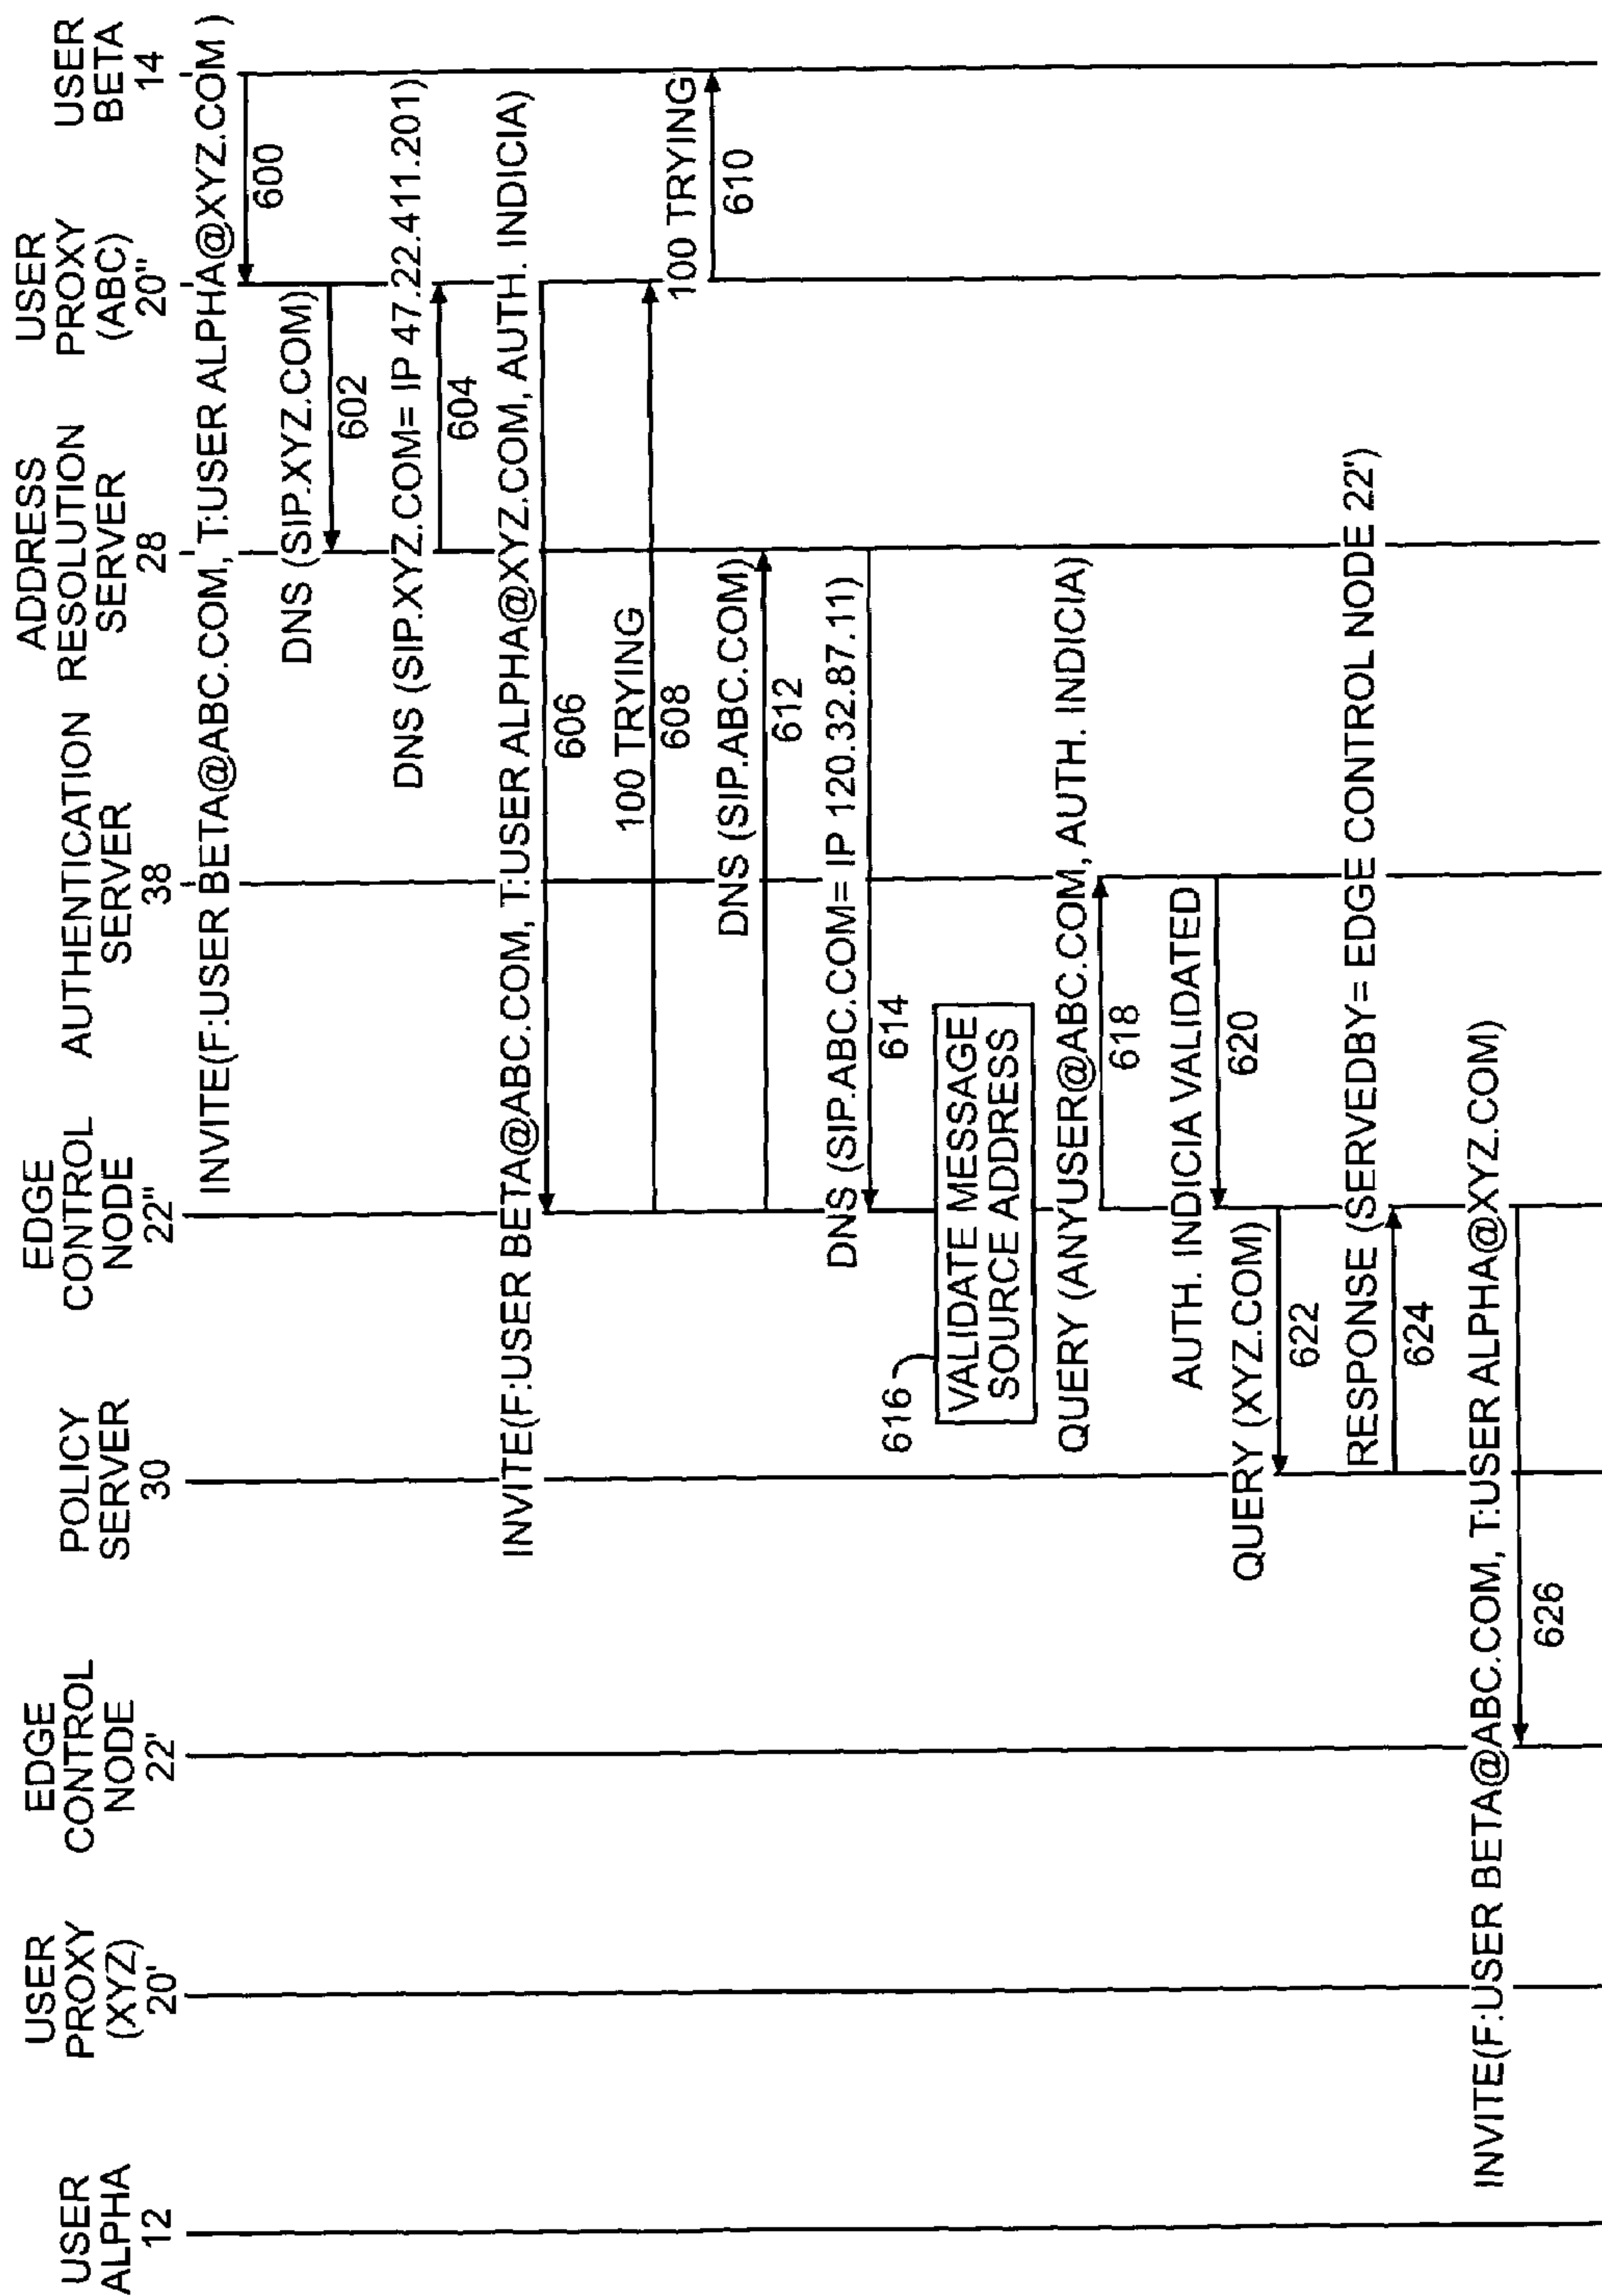 USER
ALPHA
12
USER
PROXY
(XYZ)
20'
EDGE
CONTROL
NODE
22'
POLICY
SERVER
30
EDGE
CONTROL
NODE
22"
AUTHENTICATION
SERVER
38
ADDRESS
RESOLUTION
SERVER
28
USER
PROXY
(ABC)
20"
USER
BETA
14
INVITE(F:USER BETA@ABC.COM, T:USER ALPHA@XYZ.COM )
600
DNS (SIP.XYZ.COM)
602
DNS (SIP.XYZ.COM= IP 47.22.411.201)
604
INVITE(F:USER BETA@ABC.COM, T:USER ALPHA@XYZ.COM, AUTH. INDICIA)
606
100 TRYING
608
100 TRYING
610
DNS (SIP.ABC.COM)
612
DNS (SIP.ABC.COM= IP 120.32.87.11)
614
616
VALIDATE MESSAGE
SOURCE ADDRESS
QUERY (ANYUSER@ABC.COM, AUTH. INDICIA)
618
AUTH. INDICIA VALIDATED
620
QUERY (XYZ.COM)
622
RESPONSE (SERVEDBY= EDGE CONTROL NODE 22')
624
INVITE(F:USER BETA@ABC.COM, T:USER ALPHA@XYZ.COM)
626